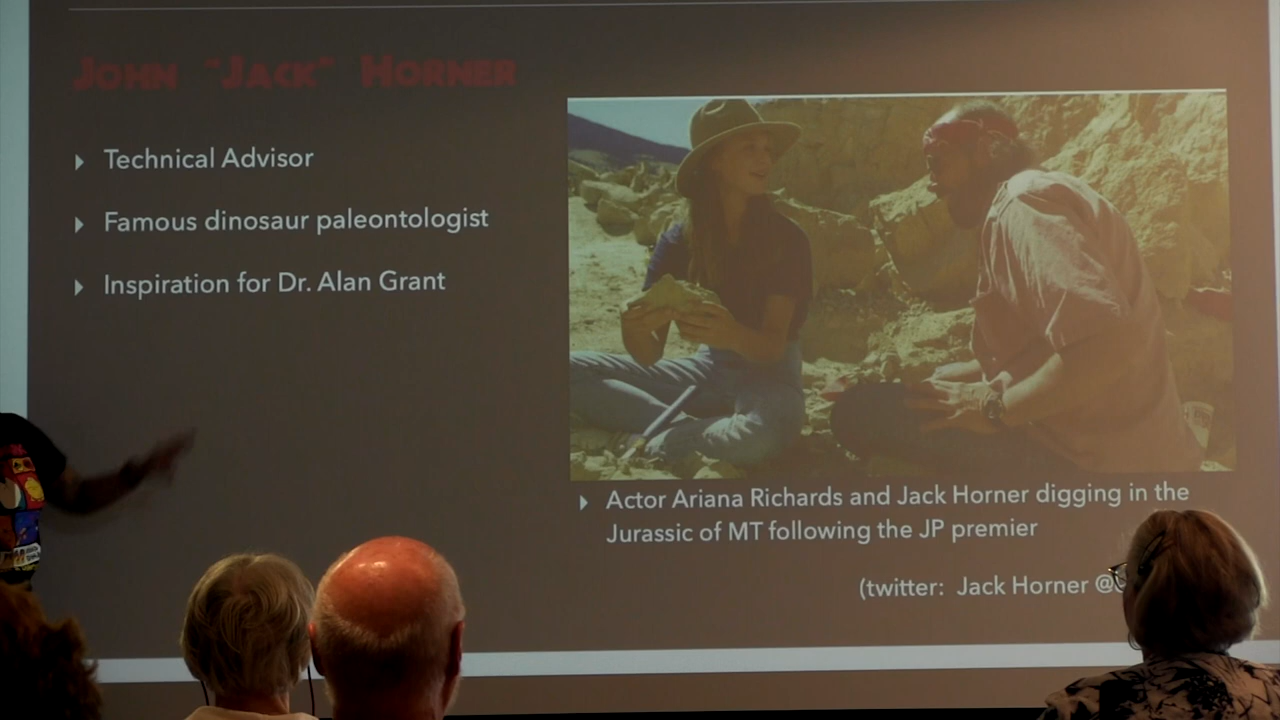 John "Jack" Horner
Technical Advisor
Famous dinosaur paleontologist
Inspiration for Dr. Alan Grant
Actor Ariana Richards and Jack Horner digging in the
Jurassic of MT following the JP premier
(twitter: Jack Horner